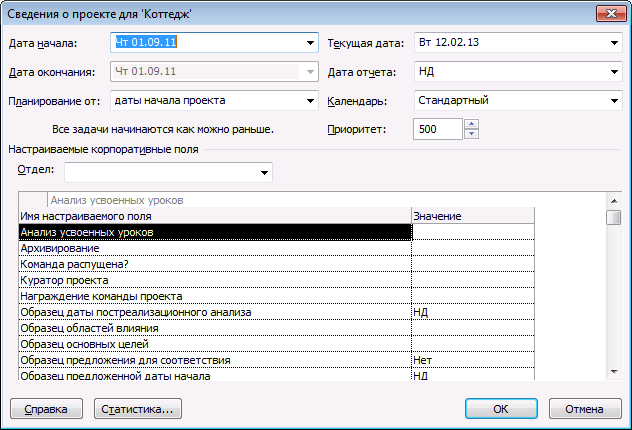 Сведения о проекте для 'Коттедж'
Дата начала: Чт 01.09.11 Текущая дата: Вт 12.02.13
Дата окончания: Чт 01.09.11 Дата отчета: НД
Планирование от: даты начала проекта Календарь: Стандартный
Все задачи начинаются как можно раньше. Приоритет: 500
Настраиваемые корпоративные поля
Отдел:
Анализ усвоенных уроков
Имя настраиваемого поля Значение
Анализ усвоенных уроков
Архивирование
Команда распущена?
Куратор проекта
Награждение команды проекта
Образец даты постреализационного анализа НД
Образец областей влияния
Образец основных целей
Образец предложения для соответствия Нет
Образец предложенной даты начала НД
Справка Статистика... ОК Отмена